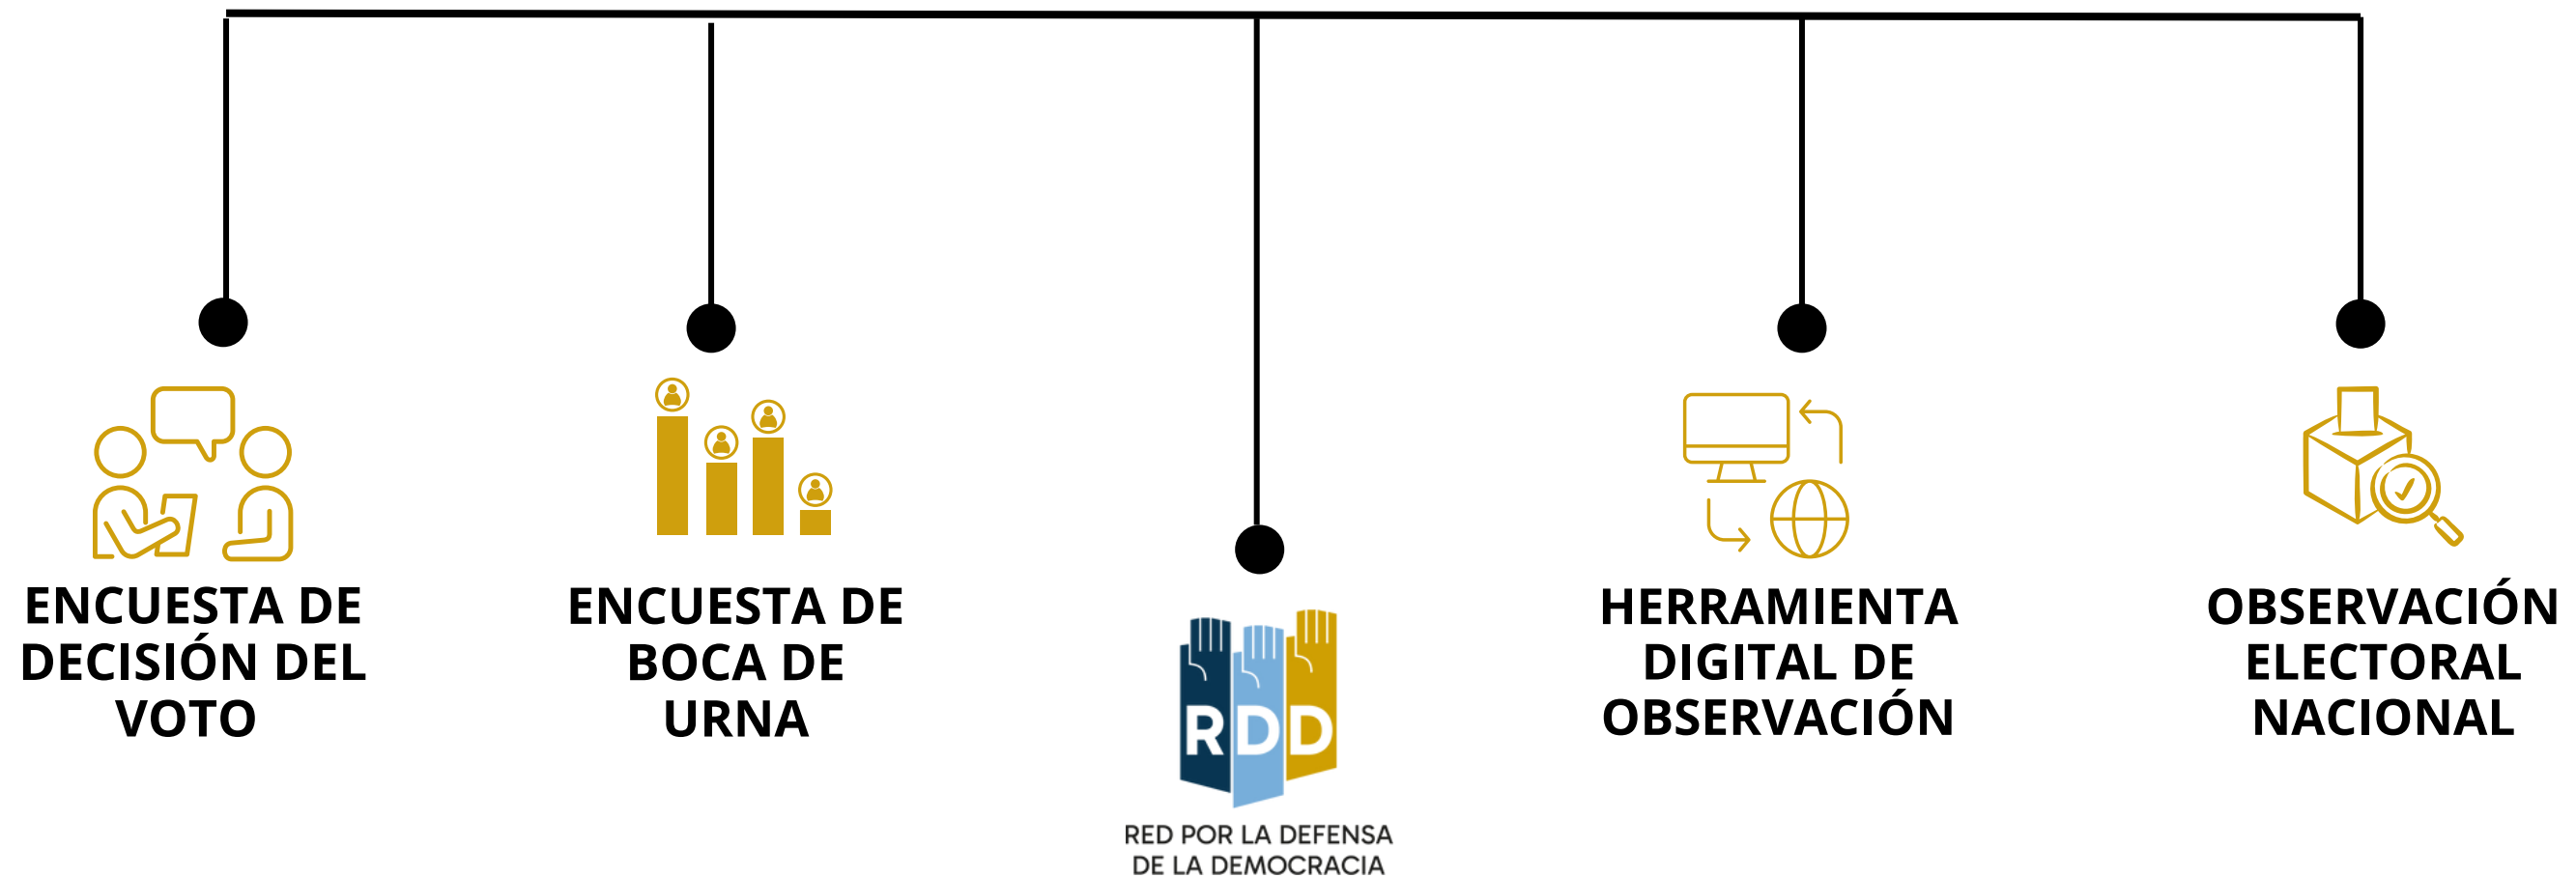 ENCUESTA DE
DECISIÓN DEL
VOTO
ENCUESTA DE
BOCA DE
URNA
RDD
RED POR LA DEFENSA
DE LA DEMOCRACIA
HERRAMIENTA
DIGITAL DE
OBSERVACIÓN
OBSERVACIÓN
ELECTORAL
NACIONAL